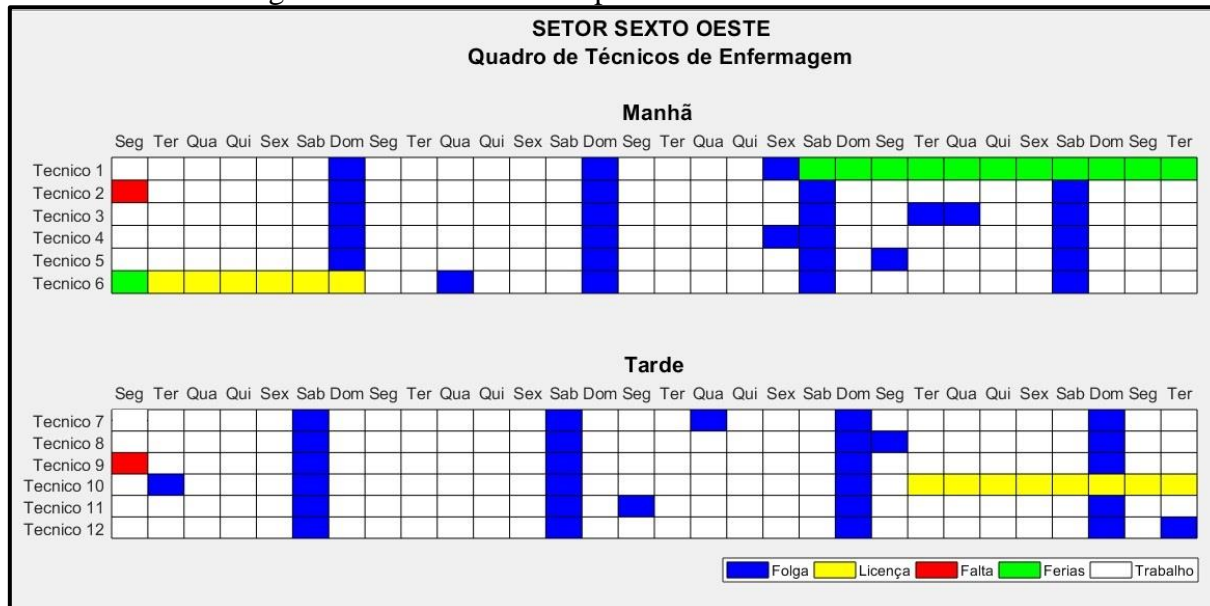 SETOR SEXTO OESTE
Quadro de Técnicos de Enfermagem
Manhã
Seg Ter Qua Qui Sex Sab Dom Seg Ter Qua Qui Sex Sab Dom Seg Ter Qua Qui Sex Sab Dom Seg Ter Qua Qui Sex Sab Dom Seg Ter
Tecnico 1
Tecnico 2
Tecnico 3
Tecnico 4
Tecnico 5
Tecnico 6
Tarde
Seg Ter Qua Qui Sex Sab Dom Seg Ter Qua Qui Sex Sab Dom Seg Ter Qua Qui Sex Sab Dom Seg Ter Qua Qui Sex Sab Dom Seg Ter
Tecnico 7
Tecnico 8
Tecnico 9
Tecnico 10
Tecnico 11
Tecnico 12
Folga Licença Falta Ferias Trabalho